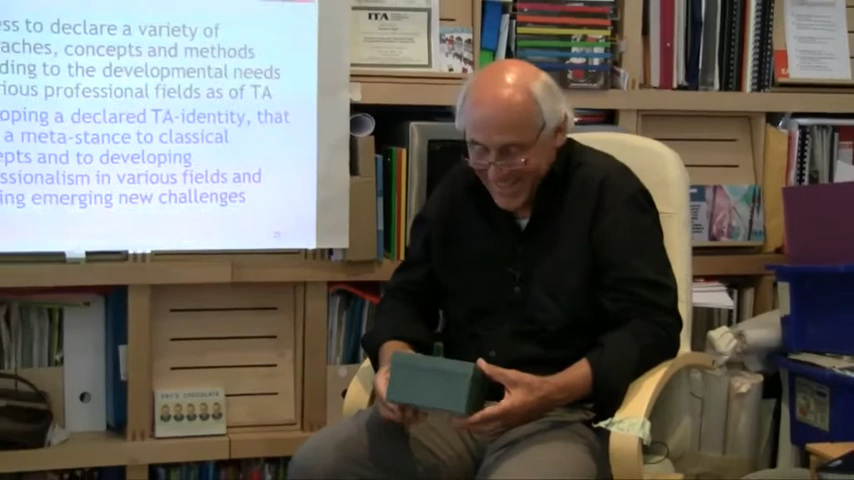 ess to declare a variety of
aches, concepts and methods
ding to the developmental needs
rious professional fields as of TA
oping a declared TA-identity, that
a meta-stance to classical
epts and to developing
ssionalism in various fields and
ing emerging new challenges
25
ITA
FRY'S CHOCOLATE